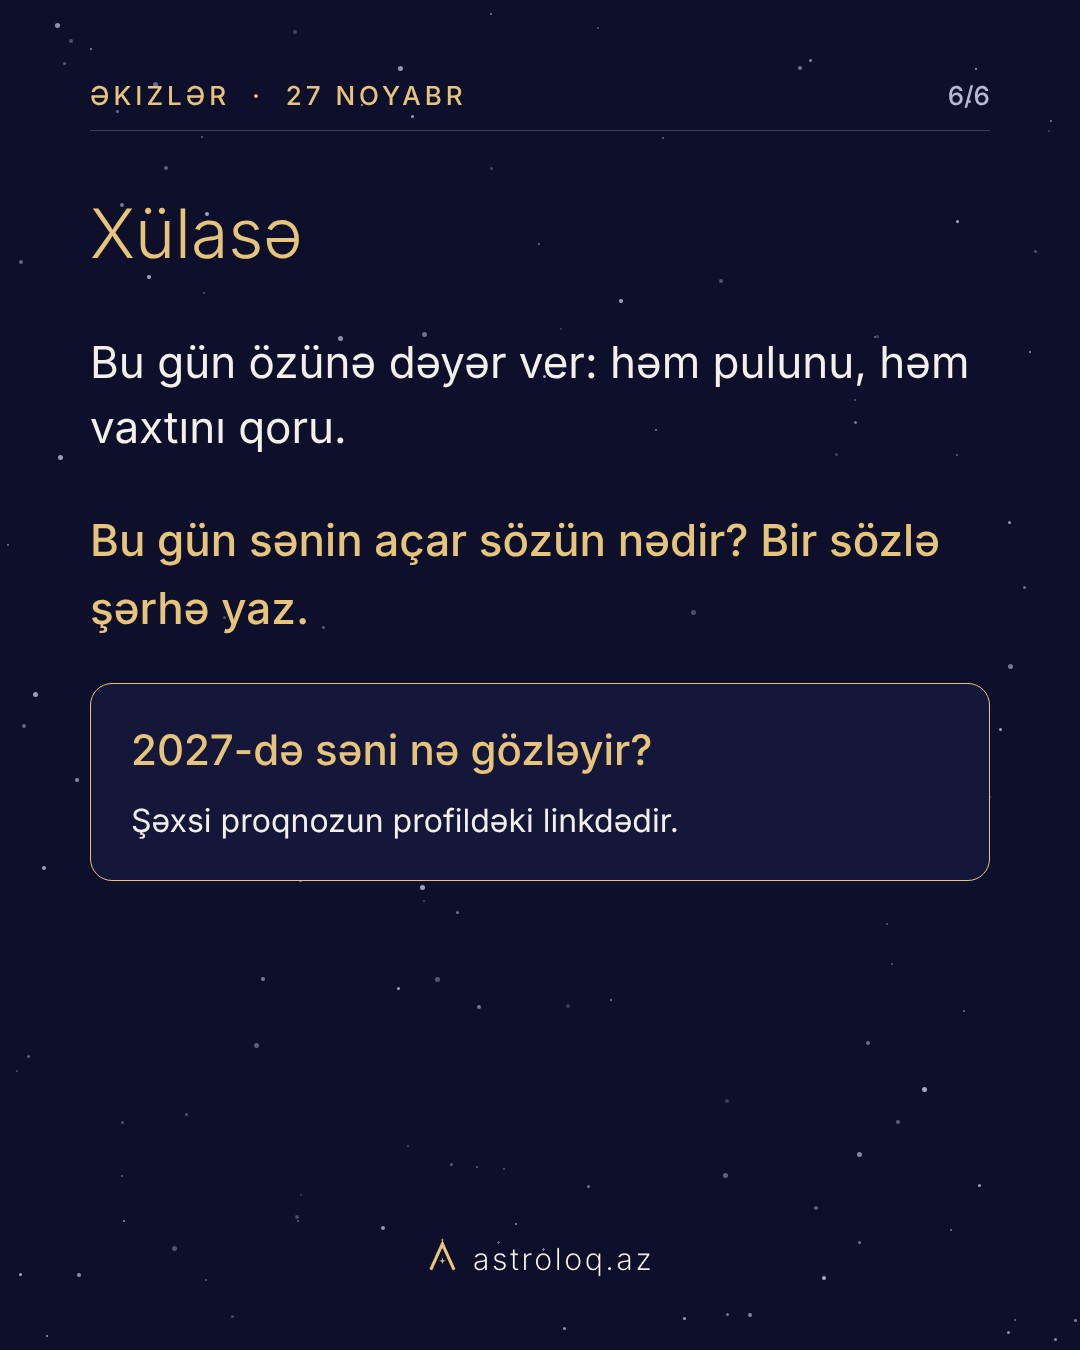 ƏKİZLƏR · 27 NOYABR 6/6
Xülasə
Bu gün özünə dəyər ver: həm pulunu, həm
vaxtını qoru.
Bu gün sənin açar sözün nədir? Bir sözlə
şərhə yaz.
2027-də səni nə gözləyir?
Şəxsi proqnozun profildəki linkdədir.
astroloq.az